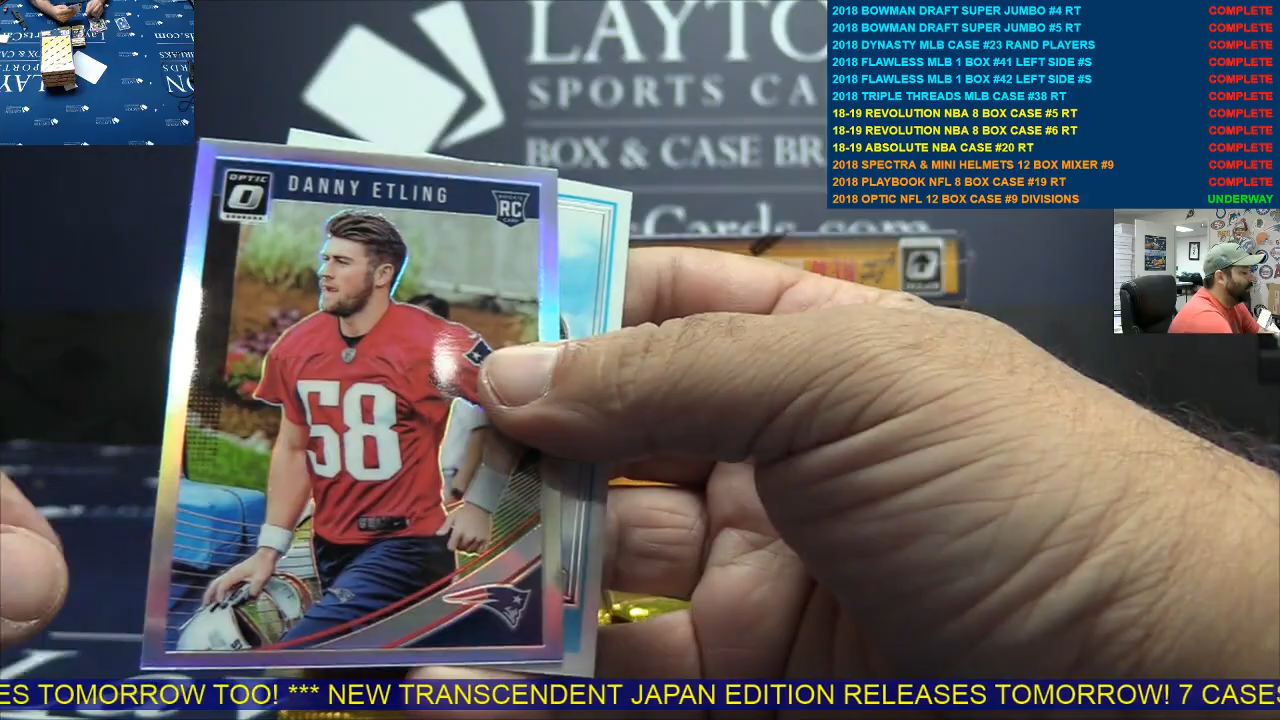 LAYTO
SPORTS CA
BOX & CASE BR
sCards.com
2018 BOWMAN DRAFT SUPER JUMBO #4 RT COMPLETE
2018 BOWMAN DRAFT SUPER JUMBO #5 RT COMPLETE
2018 DYNASTY MLB CASE #23 RAND PLAYERS COMPLETE
2018 FLAWLESS MLB 1 BOX #41 LEFT SIDE #S COMPLETE
2018 FLAWLESS MLB 1 BOX #42 LEFT SIDE #S COMPLETE
2018 TRIPLE THREADS MLB CASE #38 RT COMPLETE
18-19 REVOLUTION NBA 8 BOX CASE #5 RT COMPLETE
18-19 REVOLUTION NBA 8 BOX CASE #6 RT COMPLETE
18-19 ABSOLUTE NBA CASE #20 RT COMPLETE
2018 SPECTRA & MINI HELMETS 12 BOX MIXER #9 COMPLETE
2018 PLAYBOOK NFL 8 BOX CASE #19 RT COMPLETE
2018 OPTIC NFL 12 BOX CASE #9 DIVISIONS UNDERWAY
OPTIC
DANNY ETLING
RC
58
ES TOMORROW TOO! *** NEW TRANSCENDENT JAPAN EDITION RELEASES TOMORROW! 7 CASES